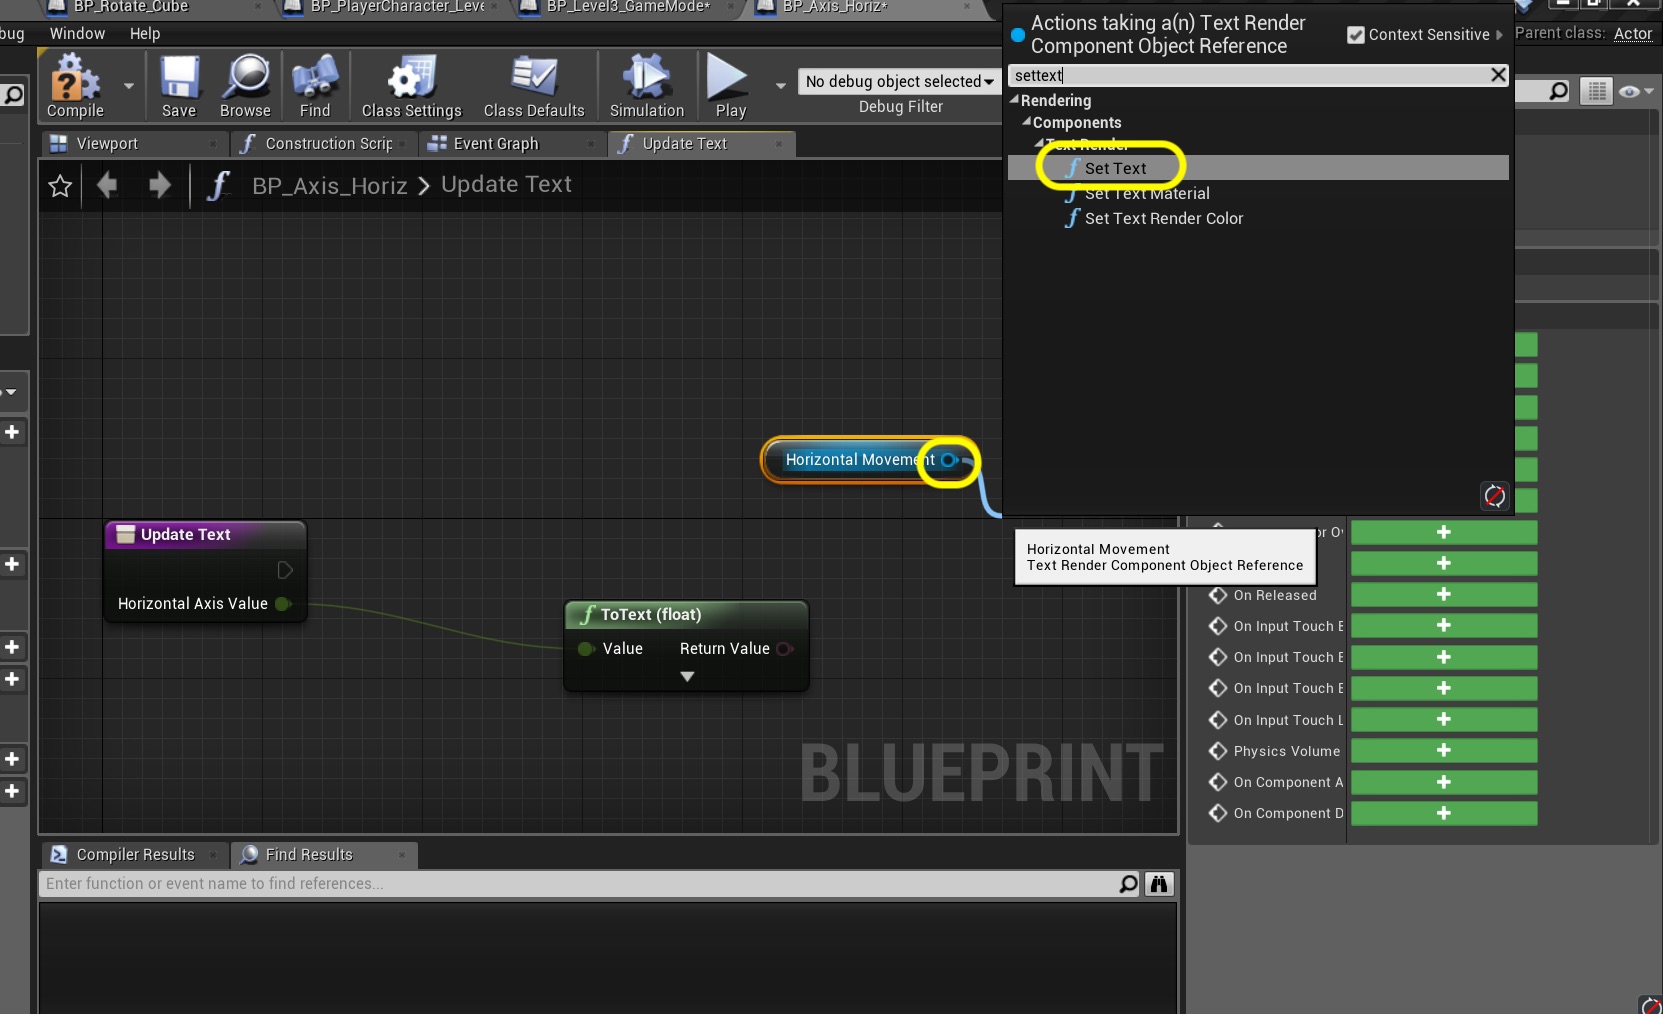 BP_Rotate_Cube
BP_PlayerCharacter_Leve
BP_Level3_GameMode*
BP_Axis_Horiz*
bug
Window
Help
Parent class: Actor
Compile
Save
Browse
Find
Class Settings
Class Defaults
Simulation
Play
No debug object selected
Debug Filter
Viewport
Construction Scrip
Event Graph
Update Text
BP_Axis_Horiz > Update Text
Actions taking a(n) Text Render
Component Object Reference
Context Sensitive
settext
Rendering
Components
Text Render
Set Text
Set Text Material
Set Text Render Color
Horizontal Movement
Horizontal Movement
Text Render Component Object Reference
Update Text
Horizontal Axis Value
ToText (float)
Value
Return Value
BLUEPRINT
or Ov
On Released
On Input Touch E
On Input Touch E
On Input Touch E
On Input Touch L
Physics Volume
On Component A
On Component D
Compiler Results
Find Results
Enter function or event name to find references...